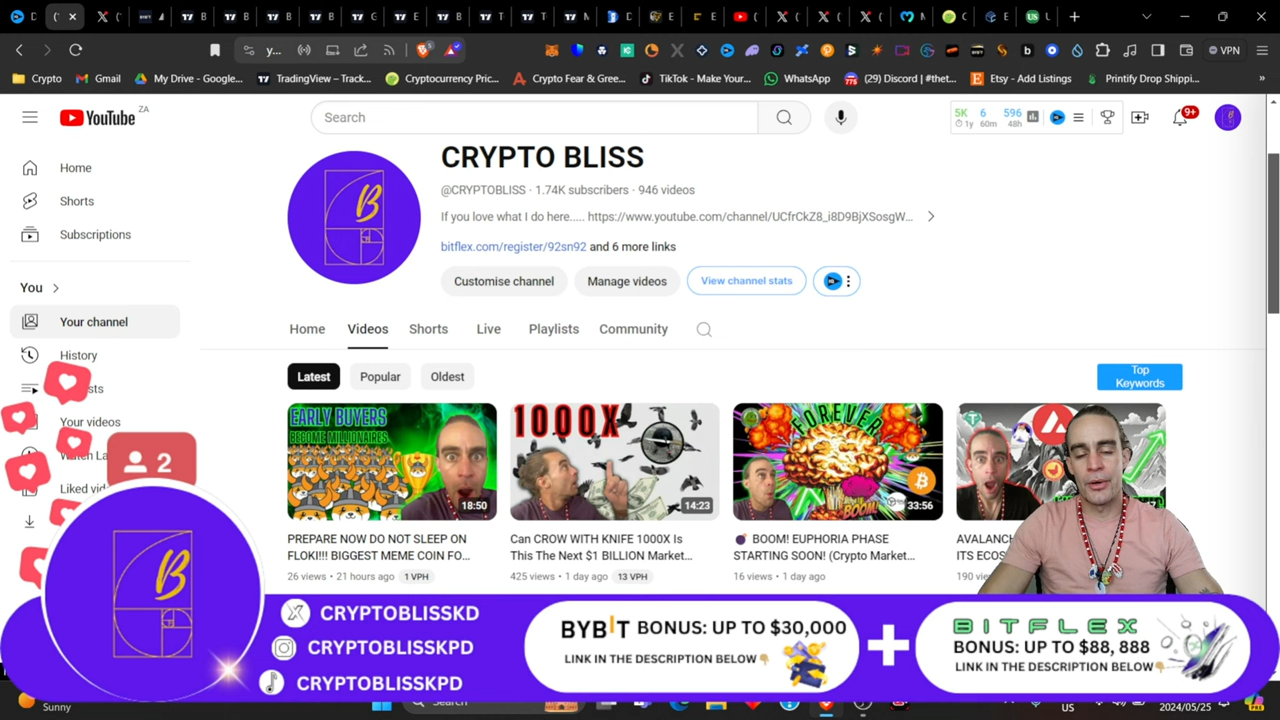 Crypto
Gmail
My Drive - Google...
TradingView – Track...
Cryptocurrency Pric...
Crypto Fear & Gree...
TikTok - Make Your...
WhatsApp
(29) Discord | #thet...
Etsy - Add Listings
Printify Drop Shippi...
VPN
YouTube ZA
Search
5K 6 596
1y 60m 48h
9+
Home
Shorts
Subscriptions
You
Your channel
History
Your videos
CRYPTO BLISS
@CRYPTOBLISS · 1.74K subscribers · 946 videos
If you love what I do here..... https://www.youtube.com/channel/UCfrCkZ8_i8D9BjXSosgW...
bitflex.com/register/92sn92 and 6 more links
Customise channel
Manage videos
View channel stats
Home
Videos
Shorts
Live
Playlists
Community
Latest
Popular
Oldest
Top
Keywords
EARLY BUYERS
BECOME MILLIONAIRES
18:50
1000X
14:23
FOREVER
BOOM!
33:56
PREPARE NOW DO NOT SLEEP ON
FLOKI!!! BIGGEST MEME COIN FO...
26 views · 21 hours ago 1 VPH
Can CROW WITH KNIFE 1000X Is
This The Next $1 BILLION Market...
425 views · 1 day ago 13 VPH
BOOM! EUPHORIA PHASE
STARTING SOON! (Crypto Market...
16 views · 1 day ago
AVALANC
ITS ECOS
190 vie
2
B
CRYPTOBLISSKD
CRYPTOBLISSKPD
CRYPTOBLISSKPD
BYBIT BONUS: UP TO $30,000
LINK IN THE DESCRIPTION BELOW
BITFLEX
BONUS: UP TO $88, 888
LINK IN THE DESCRIPTION BELOW
Sunny
Search
US
2024/05/25